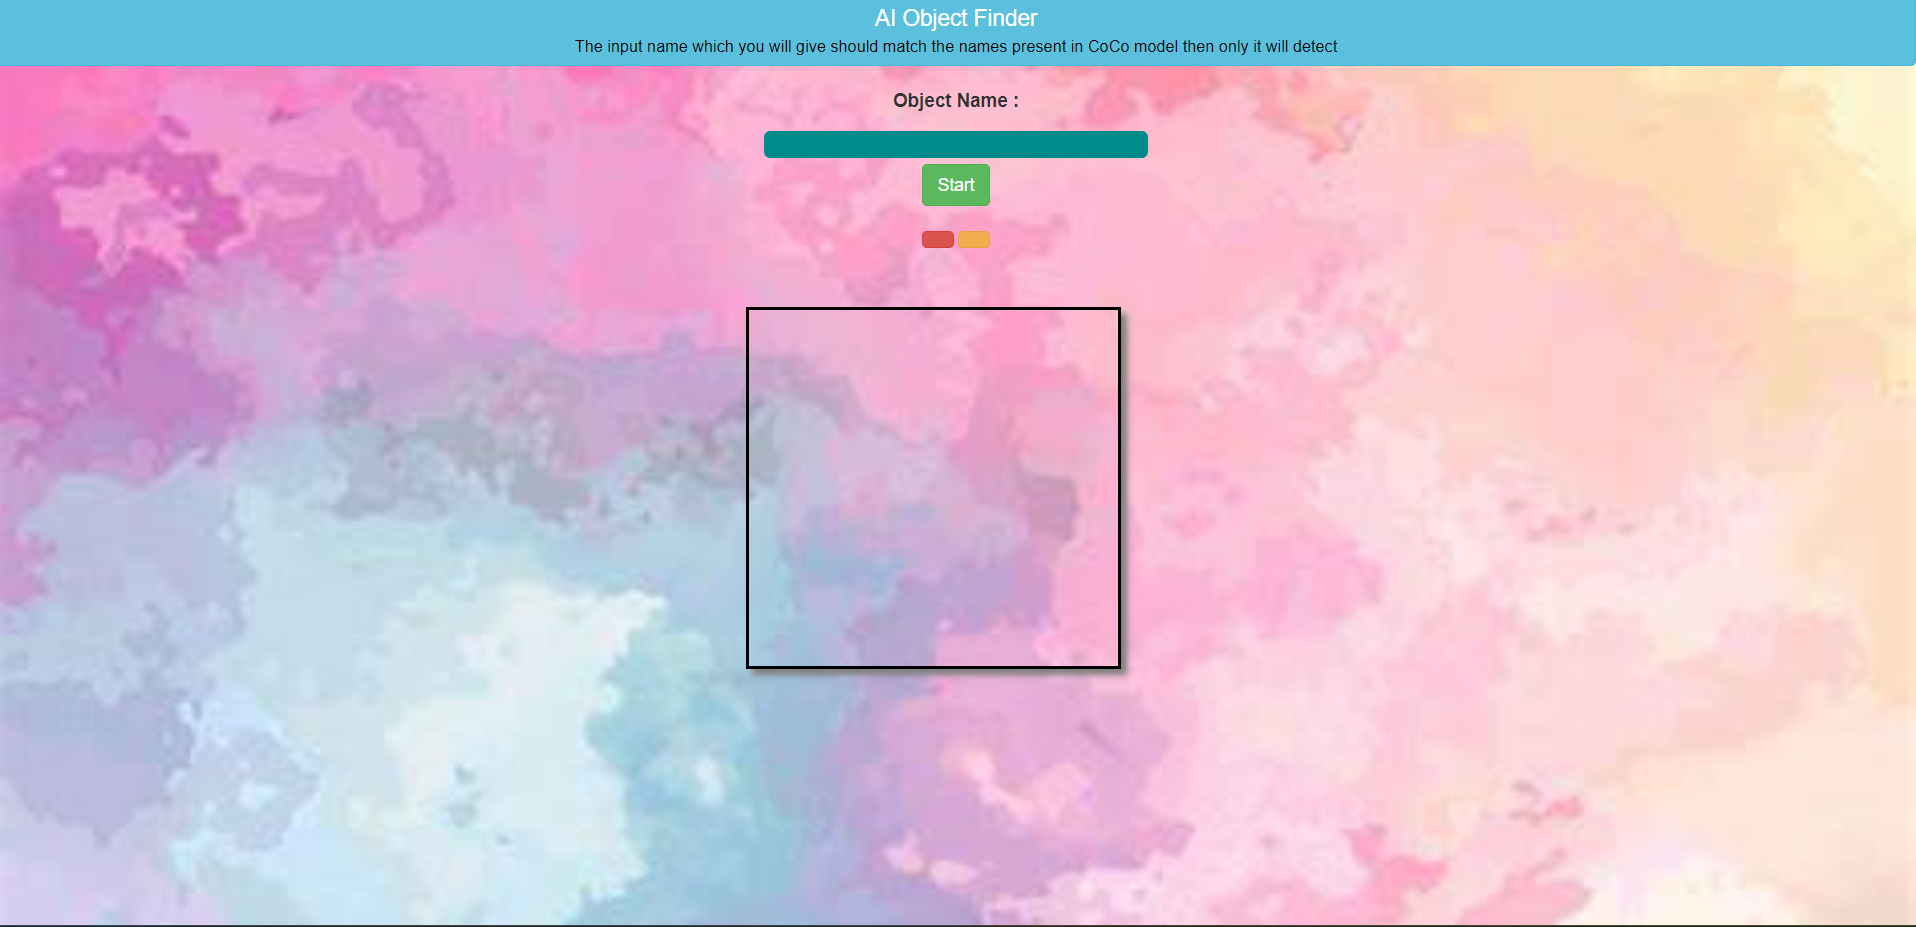 AI Object Finder
The input name which you will give should match the names present in CoCo model then only it will detect
Object Name :
Start